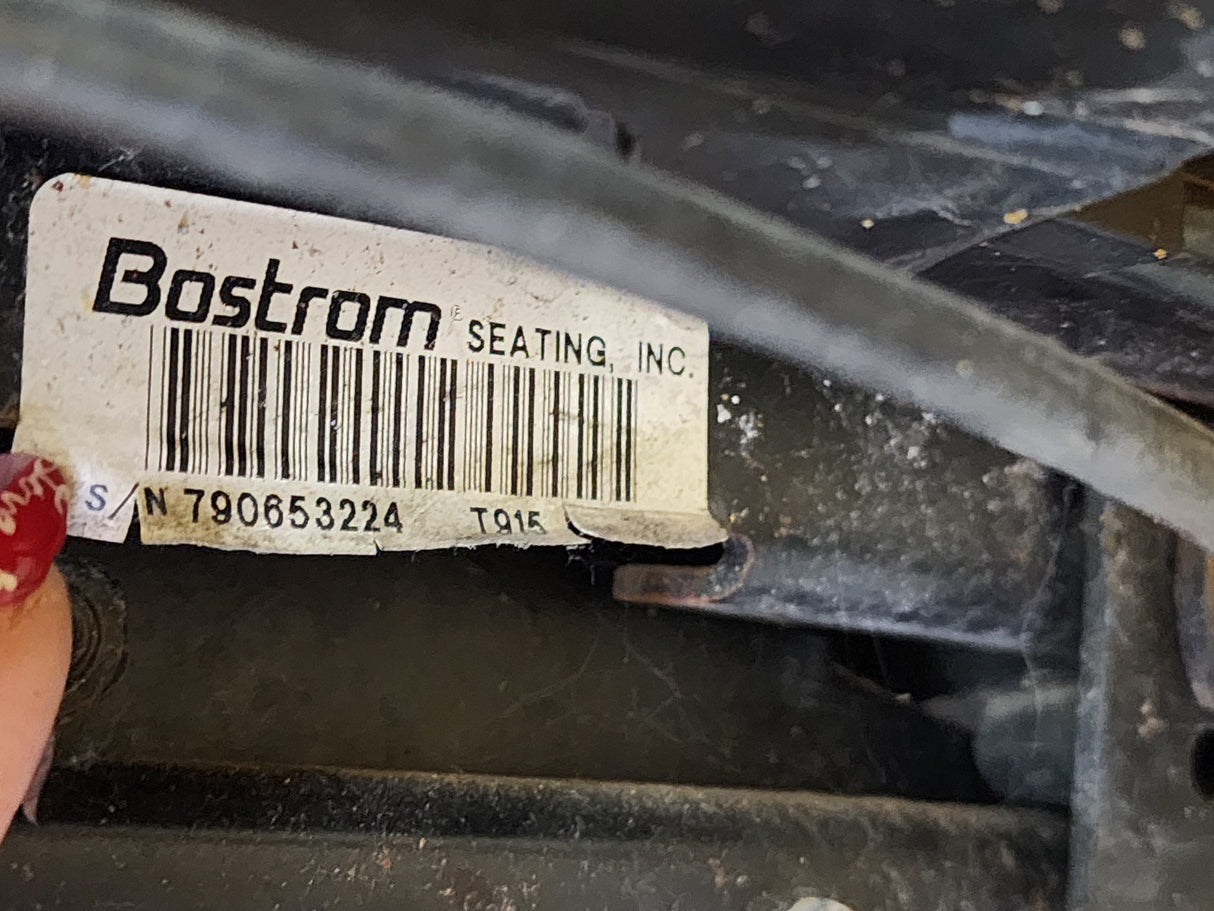 Bostrom® SEATING, INC.
S/N 790653224 T915